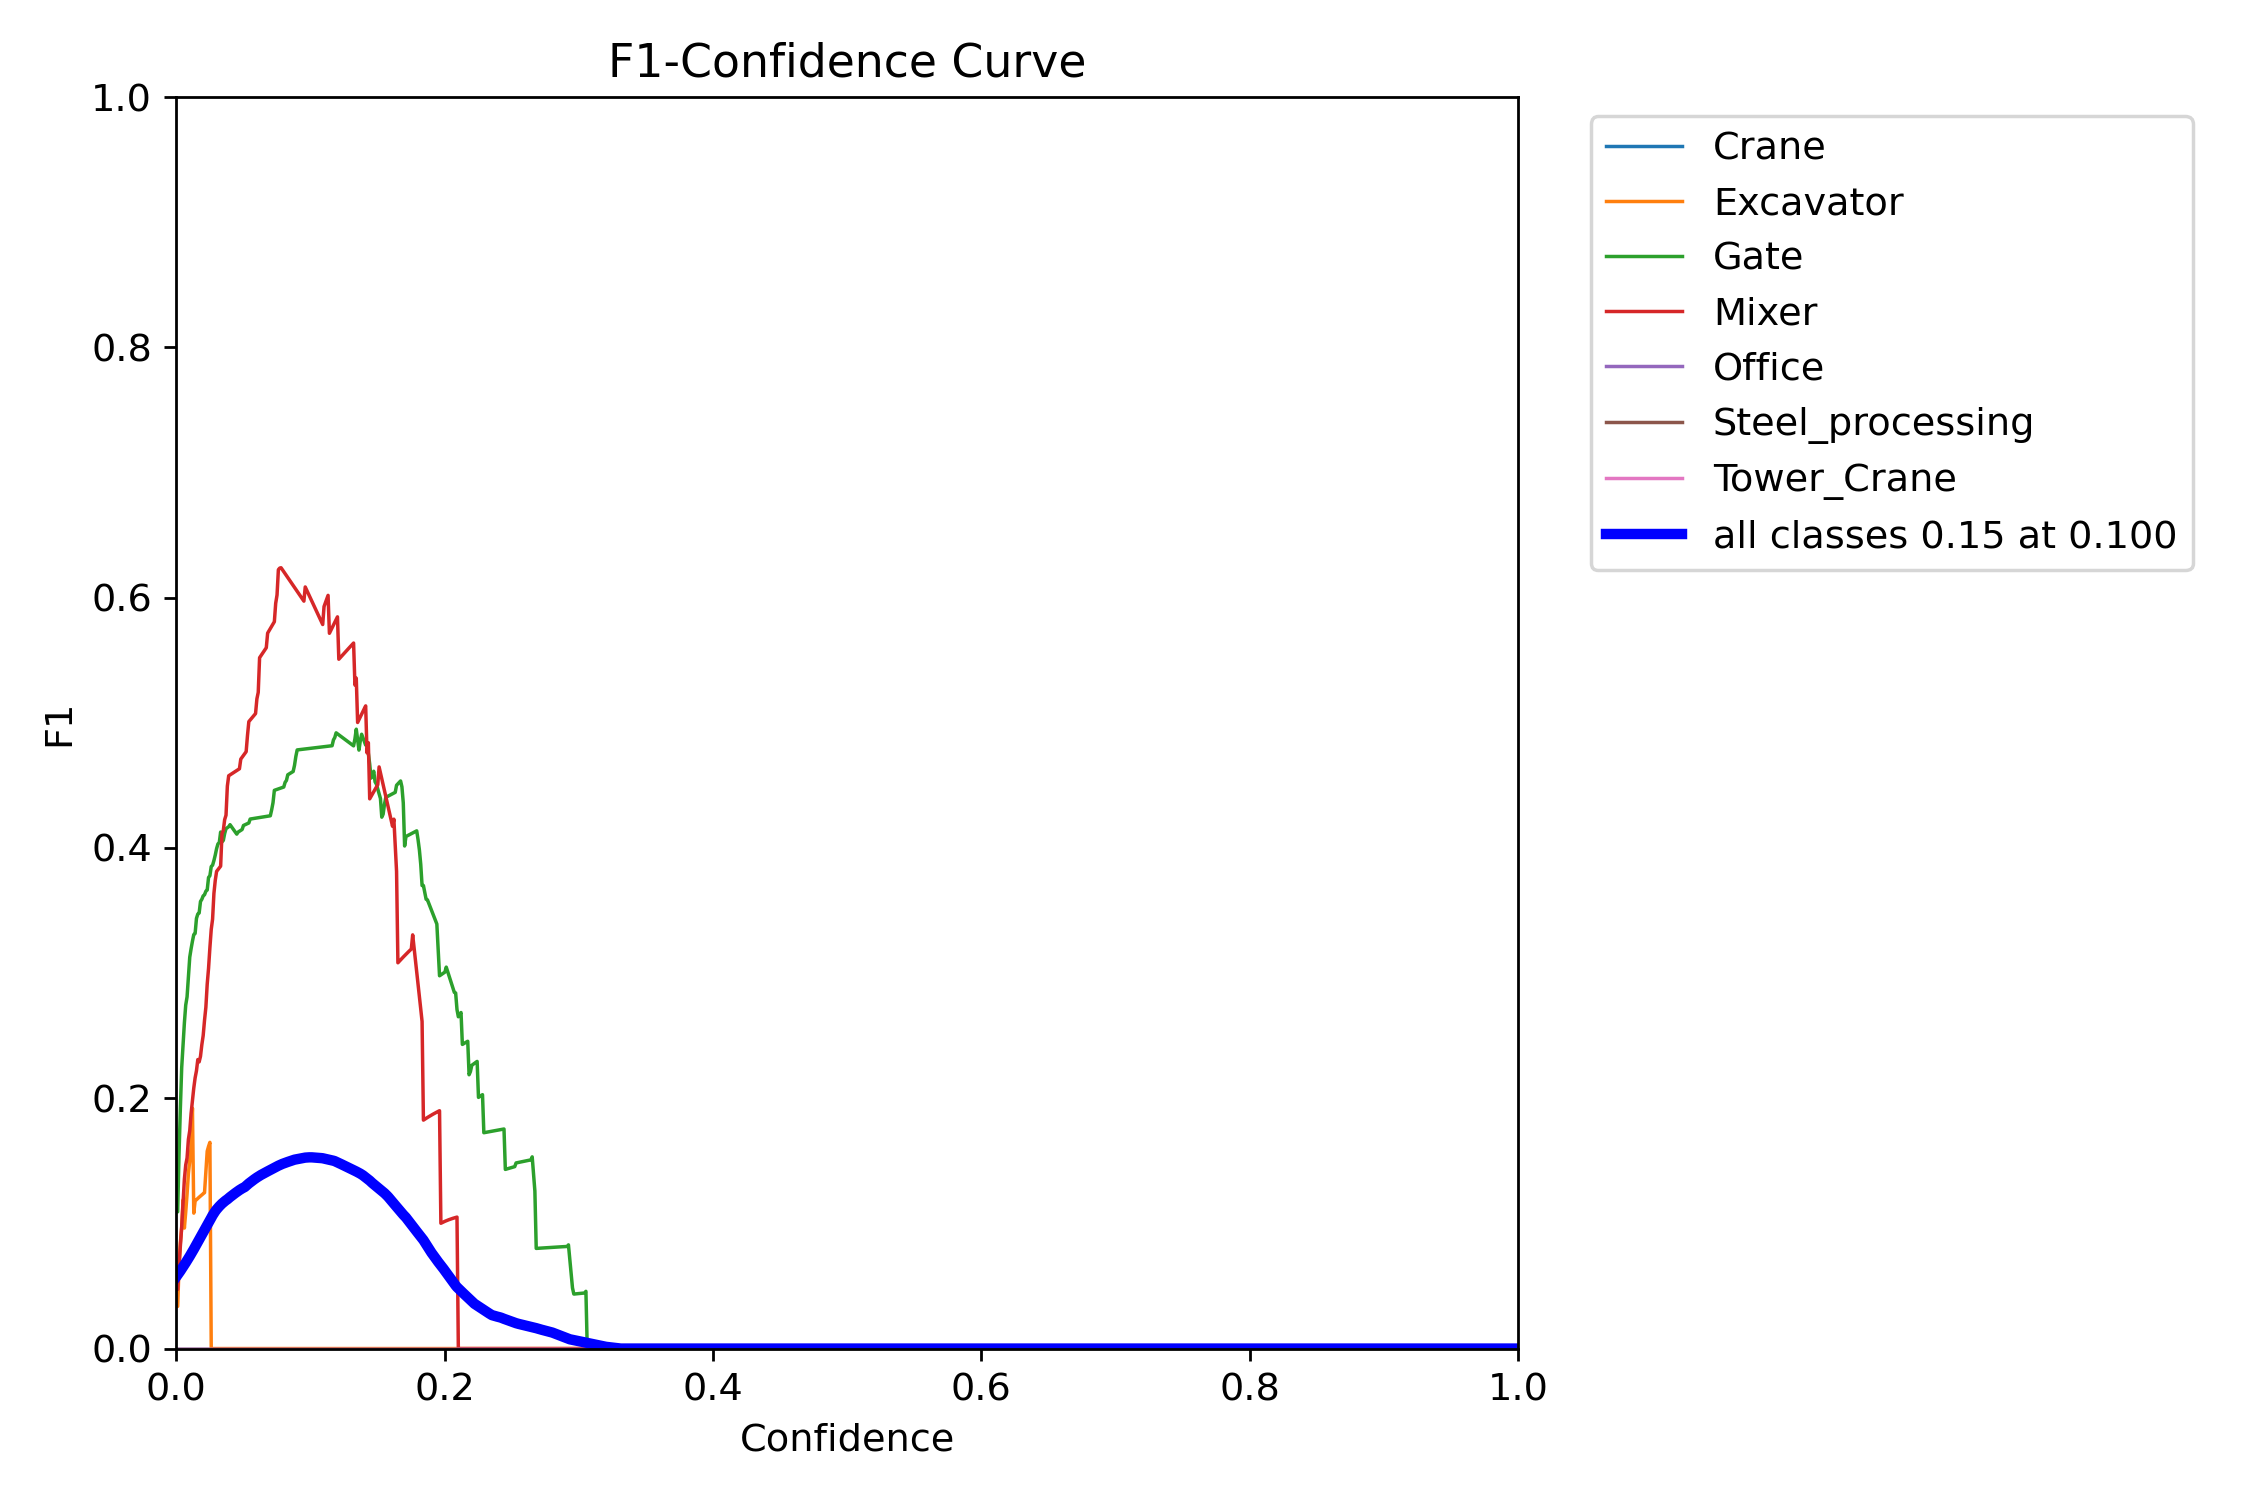 F1-Confidence Curve
1.0
0.8
0.6
0.4
0.2
0.0
F1
0.0 0.2 0.4 0.6 0.8 1.0
Confidence
Crane
Excavator
Gate
Mixer
Office
Steel_processing
Tower_Crane
all classes 0.15 at 0.100